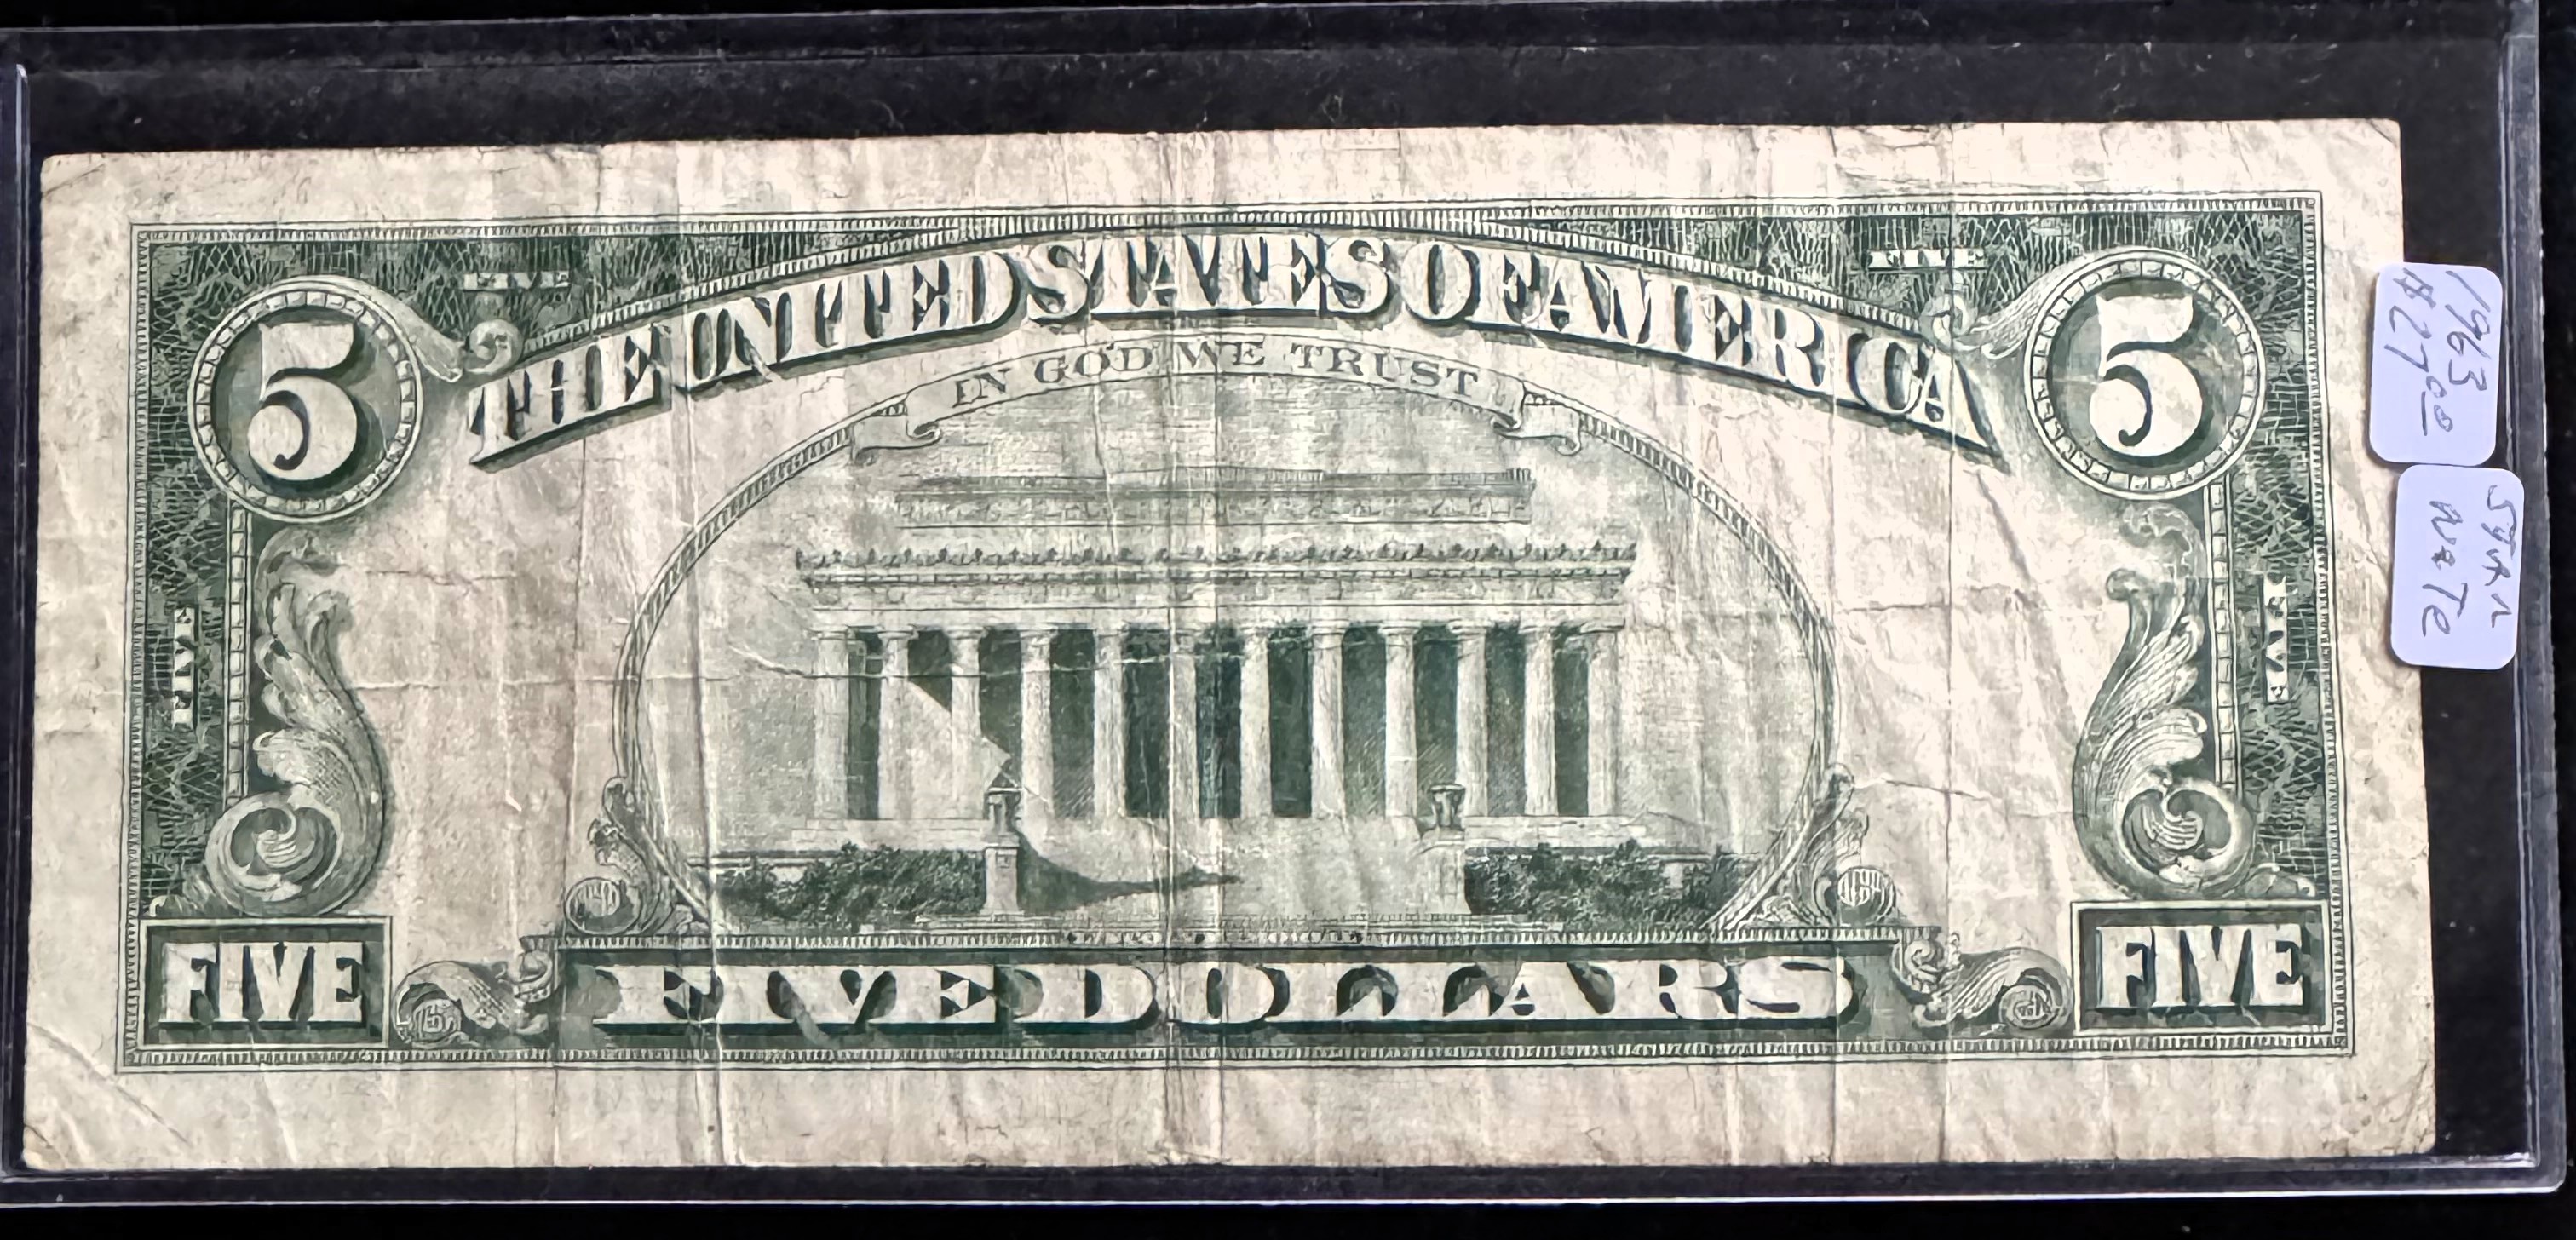 FIVE FIVE
5 THE UNITED STATES OF AMERICA 5
IN GOD WE TRUST
FIVE FIVE
FIVE FIVE DOLLARS FIVE
1963
$27.00
STAR
NOTE